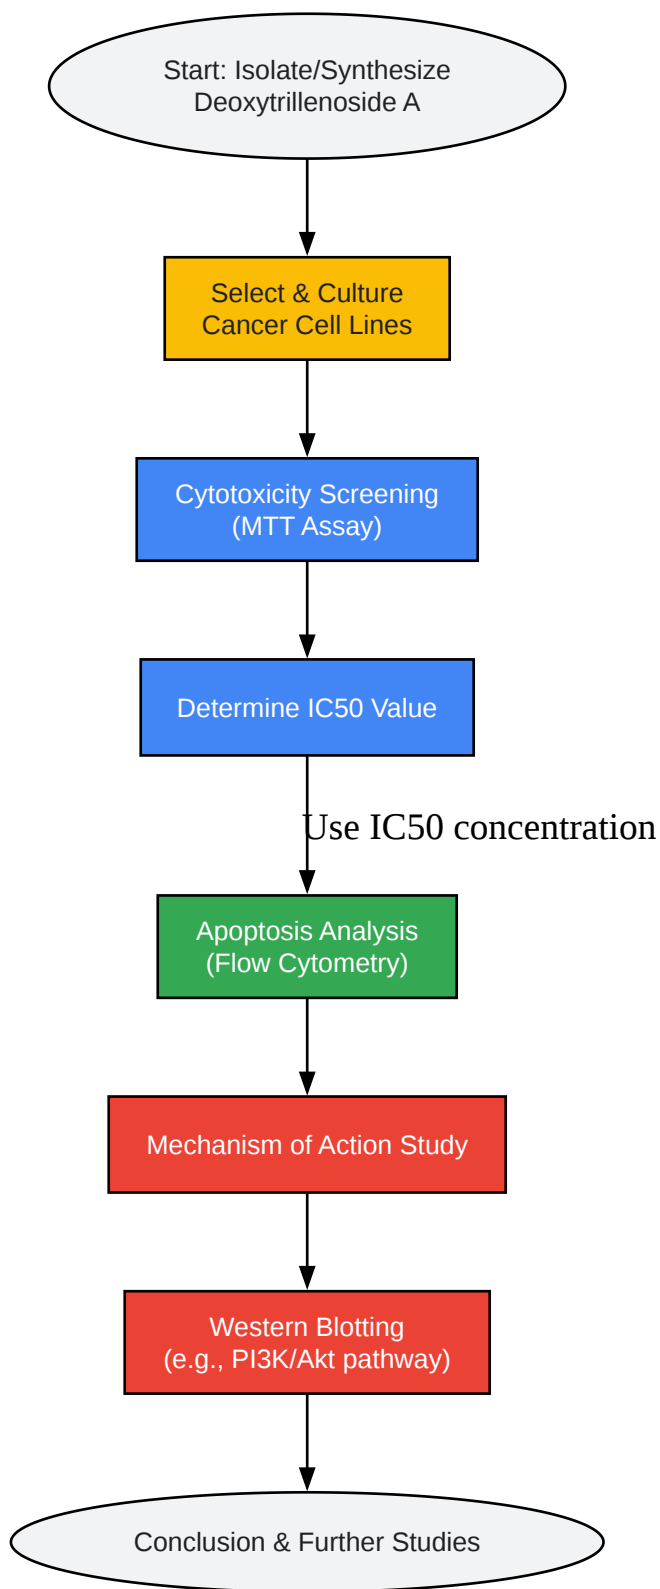 Start: Isolate/Synthesize
Deoxytrillenoside A
Select & Culture
Cancer Cell Lines
Cytotoxicity Screening
(MTT Assay)
Determine IC50 Value
Use IC50 concentration
Apoptosis Analysis
(Flow Cytometry)
Mechanism of Action Study
Western Blotting
(e.g., PI3K/Akt pathway)
Conclusion & Further Studies